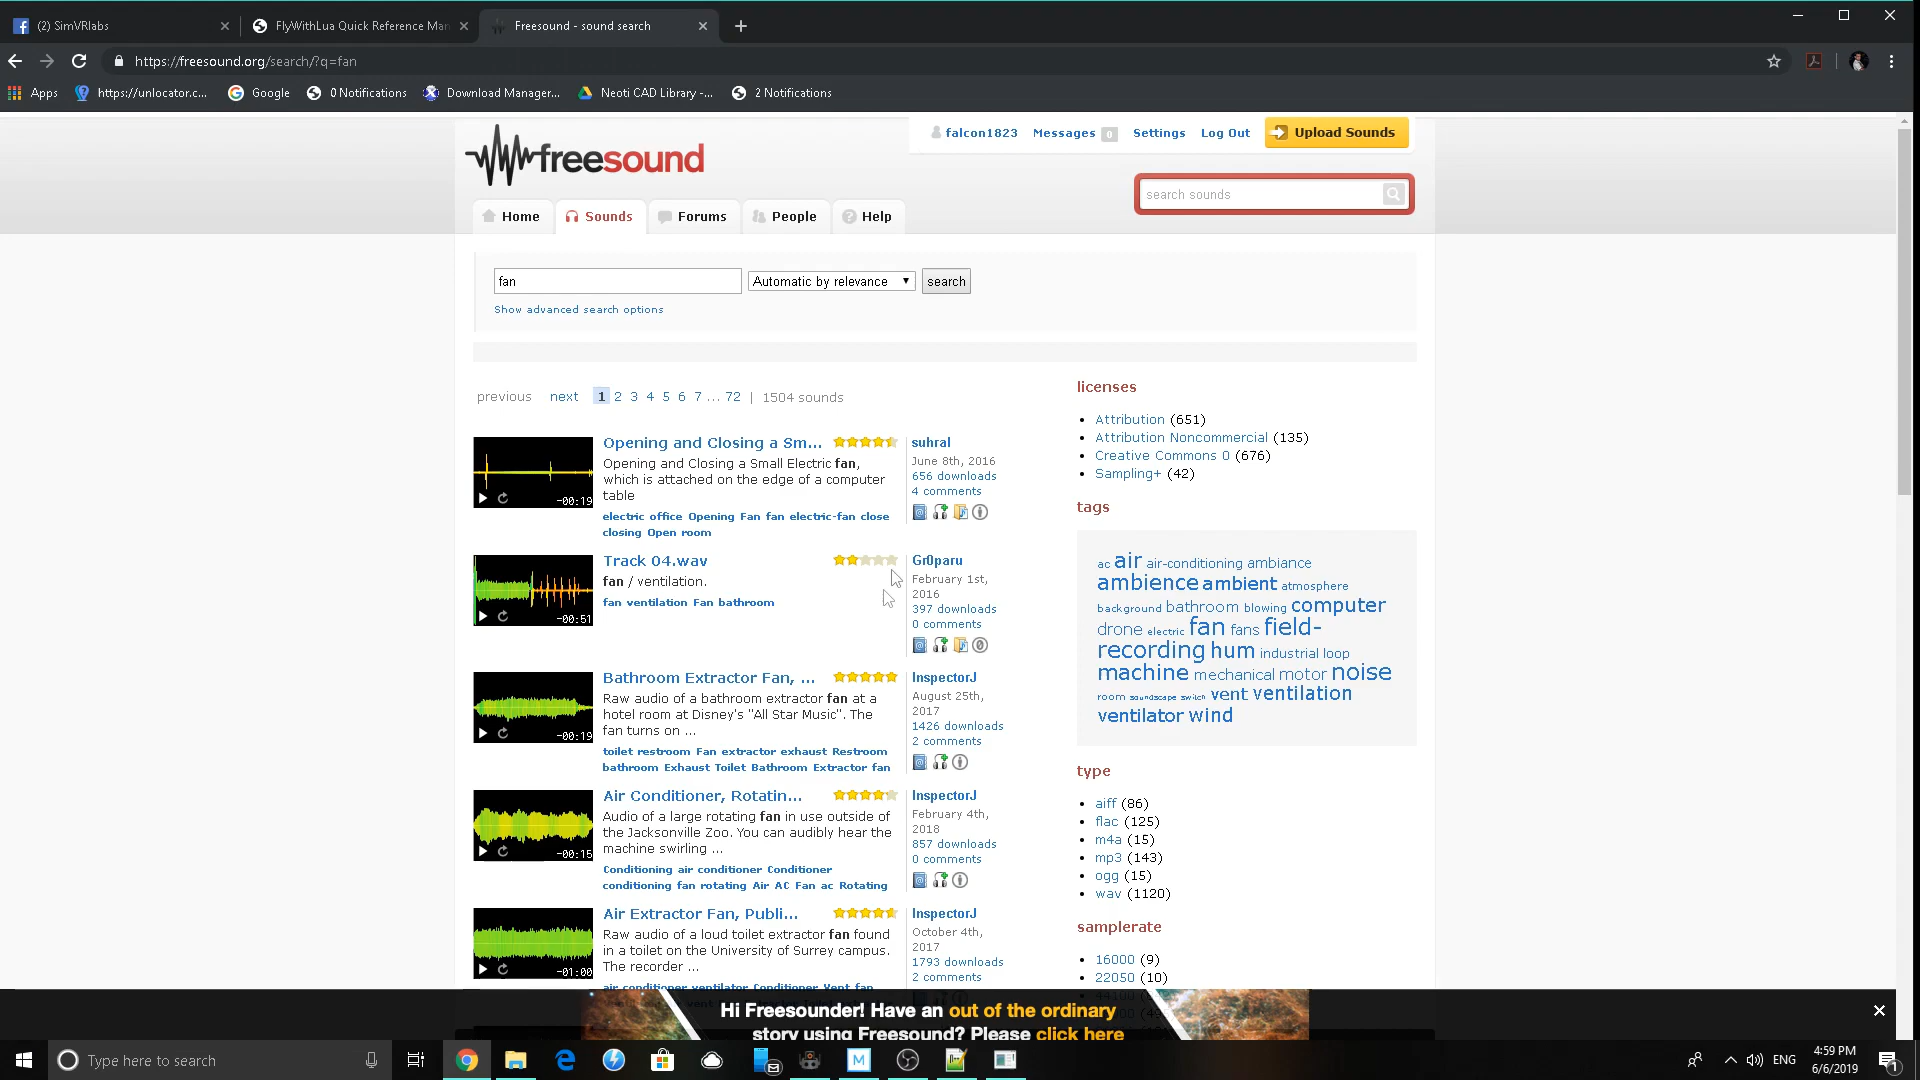 (2) SimVRlabs
FlyWithLua Quick Reference Man
Freesound - sound search
https://freesound.org/search/?q=fan
Apps
https://unlocator.c...
Google
0 Notifications
Download Manager...
Neoti CAD Library -...
2 Notifications
freesound
falcon1823
Messages 0
Settings
Log Out
Upload Sounds
search sounds
Home
Sounds
Forums
People
Help
fan
Automatic by relevance
search
Show advanced search options
previous next 1 2 3 4 5 6 7 ... 72 | 1504 sounds
-00:19
Opening and Closing a Sm...
Opening and Closing a Small Electric fan,
which is attached on the edge of a computer
table
electric office Opening Fan fan electric-fan close
closing Open room
suhral
June 8th, 2016
656 downloads
4 comments
-00:51
Track 04.wav
fan / ventilation.
fan ventilation Fan bathroom
Gr0paru
February 1st,
2016
397 downloads
0 comments
-00:19
Bathroom Extractor Fan, ...
Raw audio of a bathroom extractor fan at a
hotel room at Disney's "All Star Music". The
fan turns on ...
toilet restroom Fan extractor exhaust Restroom
bathroom Exhaust Toilet Bathroom Extractor fan
InspectorJ
August 25th,
2017
1426 downloads
2 comments
-00:15
Air Conditioner, Rotatin...
Audio of a large rotating fan in use outside of
the Jacksonville Zoo. You can audibly hear the
machine swirling ...
Conditioning air conditioner Conditioner
conditioning fan rotating Air AC Fan ac Rotating
InspectorJ
February 4th,
2018
857 downloads
0 comments
-01:00
Air Extractor Fan, Publi...
Raw audio of a loud toilet extractor fan found
in a toilet on the University of Surrey campus.
The recorder ...
air conditioner ventilator Conditioner Vent fan
InspectorJ
October 4th,
2017
1793 downloads
2 comments
licenses
Attribution (651)
Attribution Noncommercial (135)
Creative Commons 0 (676)
Sampling+ (42)
tags
ac air air-conditioning ambiance
ambience ambient atmosphere
background bathroom blowing computer
drone electric fan fans field-
recording hum industrial loop
machine mechanical motor noise
room soundscape switch vent ventilation
ventilator wind
type
aiff (86)
flac (125)
m4a (15)
mp3 (143)
ogg (15)
wav (1120)
samplerate
16000 (9)
22050 (10)
Hi Freesounder! Have an out of the ordinary
story using Freesound? Please click here
Type here to search
ENG
4:59 PM
6/6/2019
1